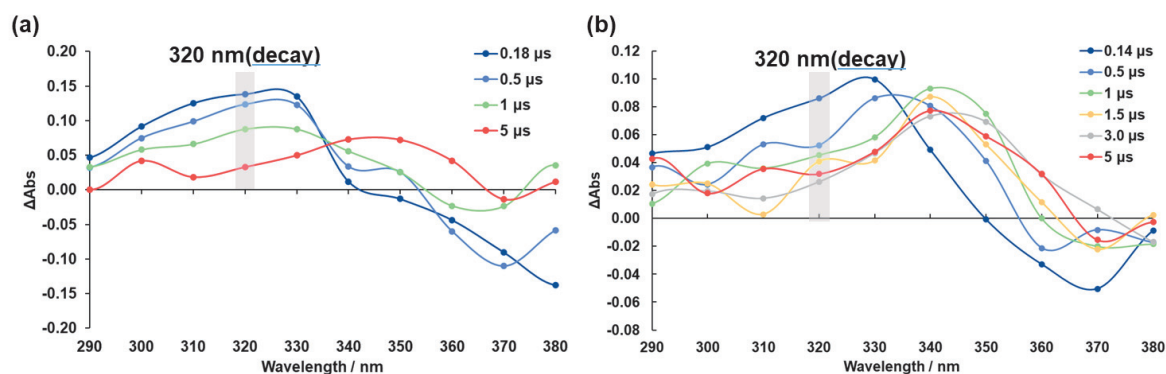 (a)
320 nm(decay)
0.18 µs
0.5 µs
1 µs
5 µs
0.20
0.15
0.10
0.05
0.00
-0.05
-0.10
-0.15
-0.20
ΔAbs
290 300 310 320 330 340 350 360 370 380
Wavelength / nm
(b)
320 nm(decay)
0.14 µs
0.5 µs
1 µs
1.5 µs
3.0 µs
5 µs
0.12
0.10
0.08
0.06
0.04
0.02
0.00
-0.02
-0.04
-0.06
-0.08
ΔAbs
290 300 310 320 330 340 350 360 370 380
Wavelength / nm